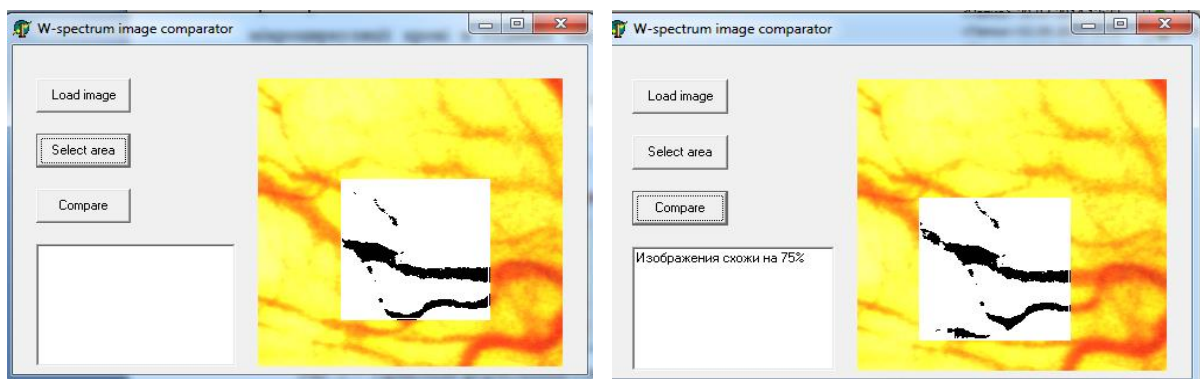 W-spectrum image comparator
Load image
Select area
Compare
W-spectrum image comparator
Load image
Select area
Compare
Изображения схожи на 75%